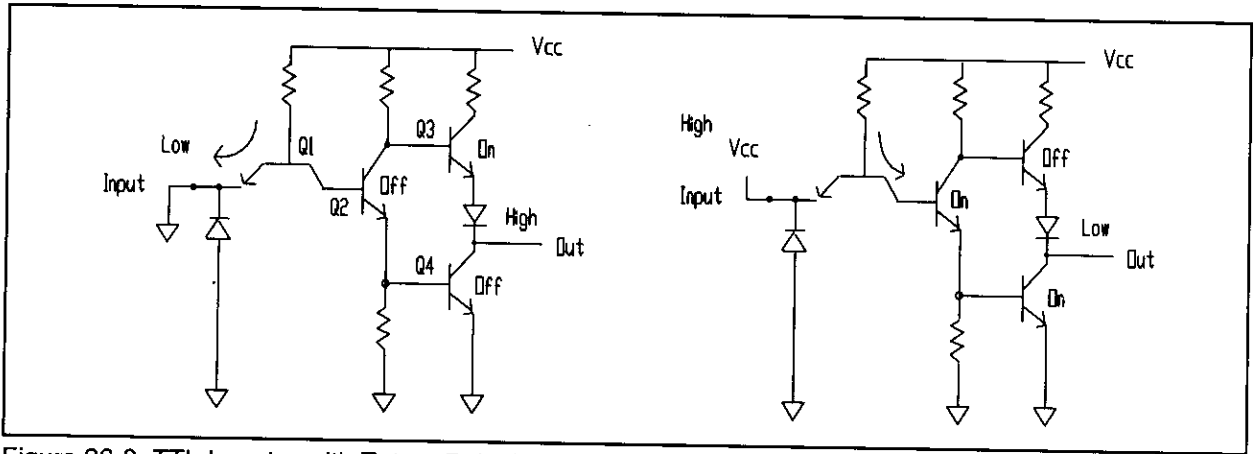 Vcc
Low
Q1
Q3
On
Input
Off
Q2
High
Out
Q4
Off
Vcc
High
Vcc
Off
Input
On
Low
Out
On